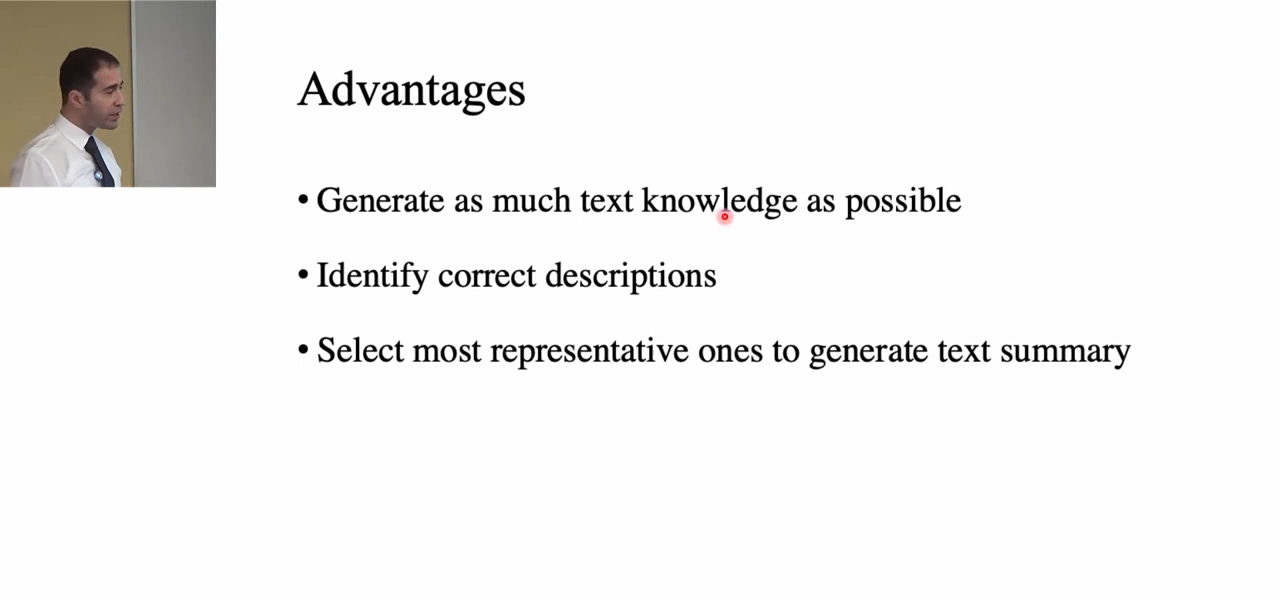 Advantages
• Generate as much text knowledge as possible
• Identify correct descriptions
• Select most representative ones to generate text summary